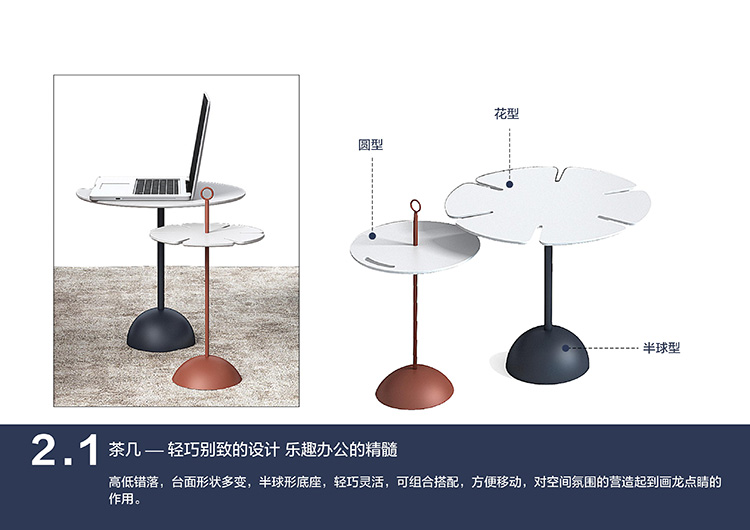 花型
圆型
半球型
2.1 茶几 — 轻巧别致的设计 乐趣办公的精髓
高低错落，台面形状多变，半球形底座，轻巧灵活，可组合搭配，方便移动，对空间氛围的营造起到画龙点睛的
作用。